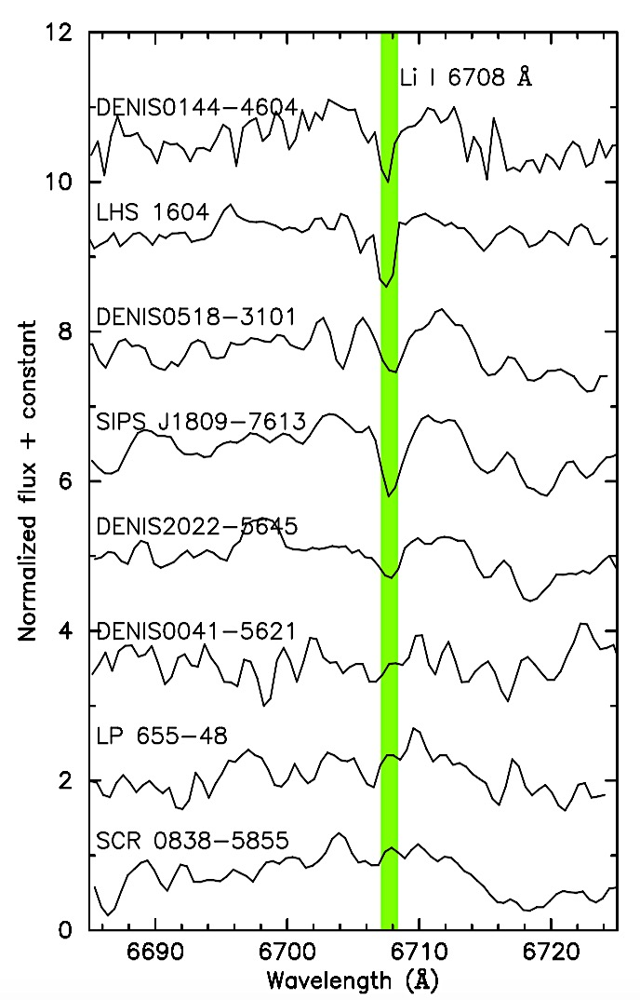 12
Li I 6708 Å
DENIS0144−4604
10
LHS 1604
DENIS0518−3101
8
SIPS J1809−7613
6
DENIS2022−5645
DENIS0041−5621
4
LP 655−48
2
SCR 0838−5855
0
Normalized flux + constant
6690 6700 6710 6720
Wavelength (Å)